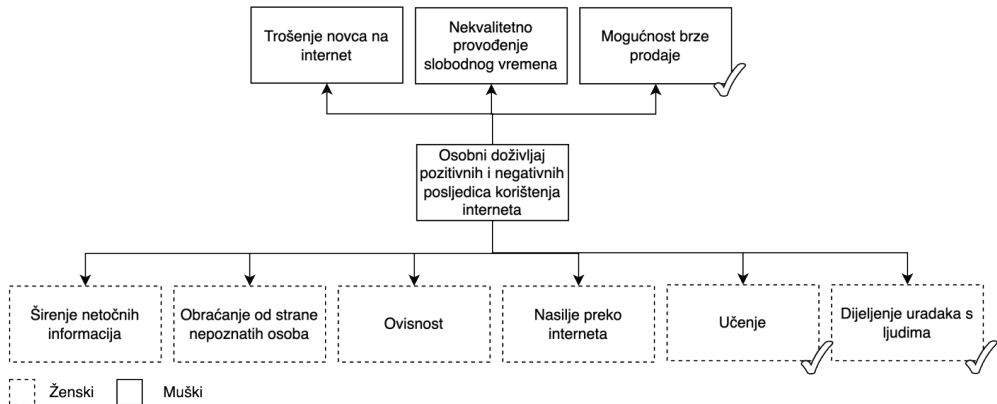 Trošenje novca na
internet
Nekvalitetno
provođenje
slobodnog vremena
Mogućnost brze
prodaje
Osobni doživljaj
pozitivnih i negativnih
posljedica korištenja
interneta
Širenje netočnih
informacija
Obraćanje od strane
nepoznatih osoba
Ovisnost
Nasilje preko
interneta
Učenje
Dijeljenje uradaka s
ljudima
Ženski
Muški